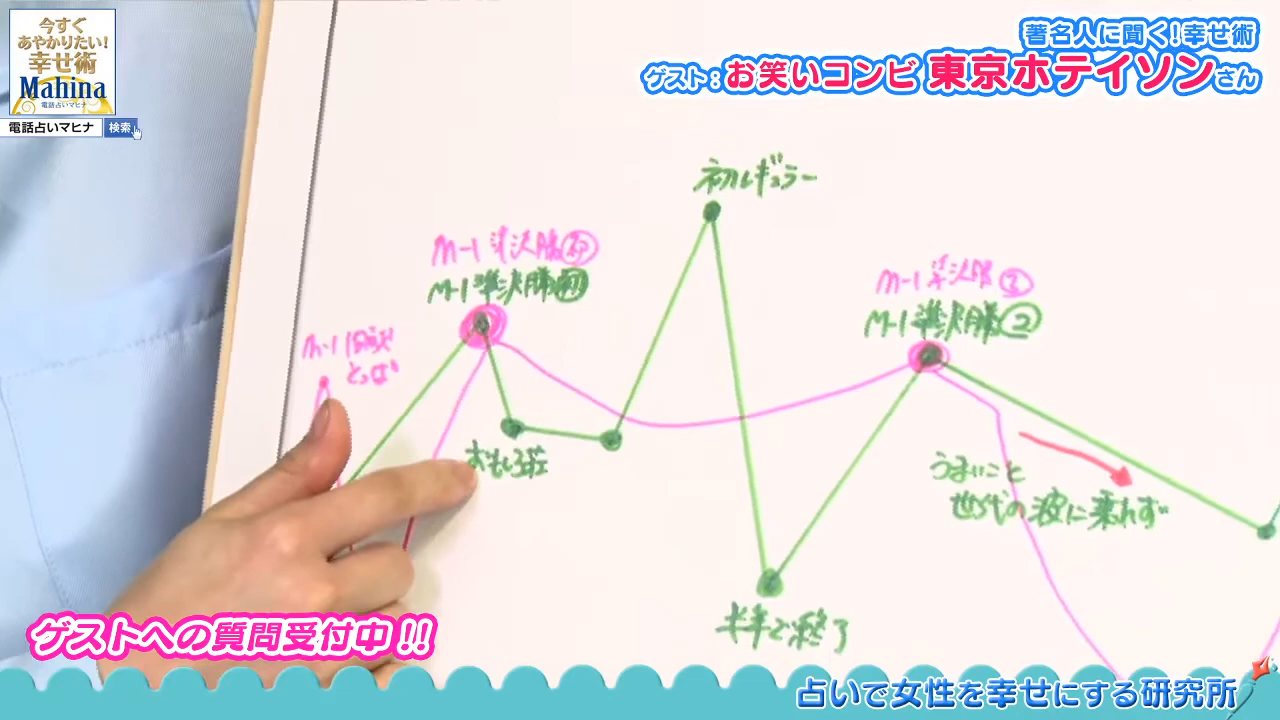 今すぐ
あやかりたい!
幸せ術
Mahina
電話占いマヒナ
電話占いマヒナ 検索
著名人に聞く!幸せ術
ゲスト:お笑いコンビ 東京ホテイソンさん
初レギュラー
M-1 準決勝
M-1 準決勝
M-1 準決勝②
M-1 準決勝②
M-1
とっぱ
おもしろ荘
うまいこと
世代の波に乗れず
半年で終了
ゲストへの質問受付中!!
占いで女性を幸せにする研究所